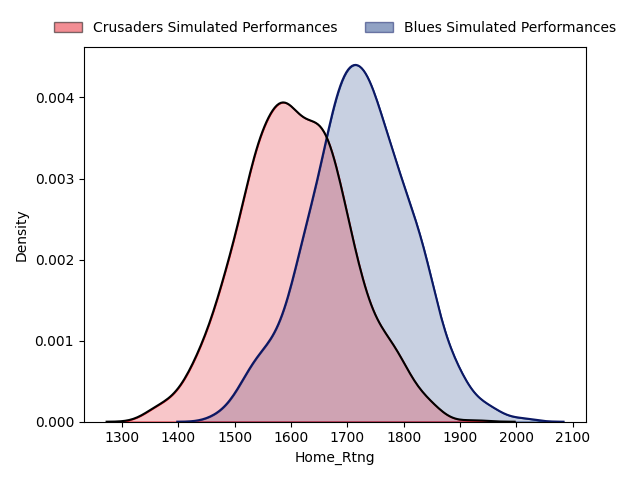 Crusaders Simulated Performances Blues Simulated Performances
0.004
0.003
0.002
0.001
0.000
Density
1300 1400 1500 1600 1700 1800 1900 2000 2100
Home_Rtng